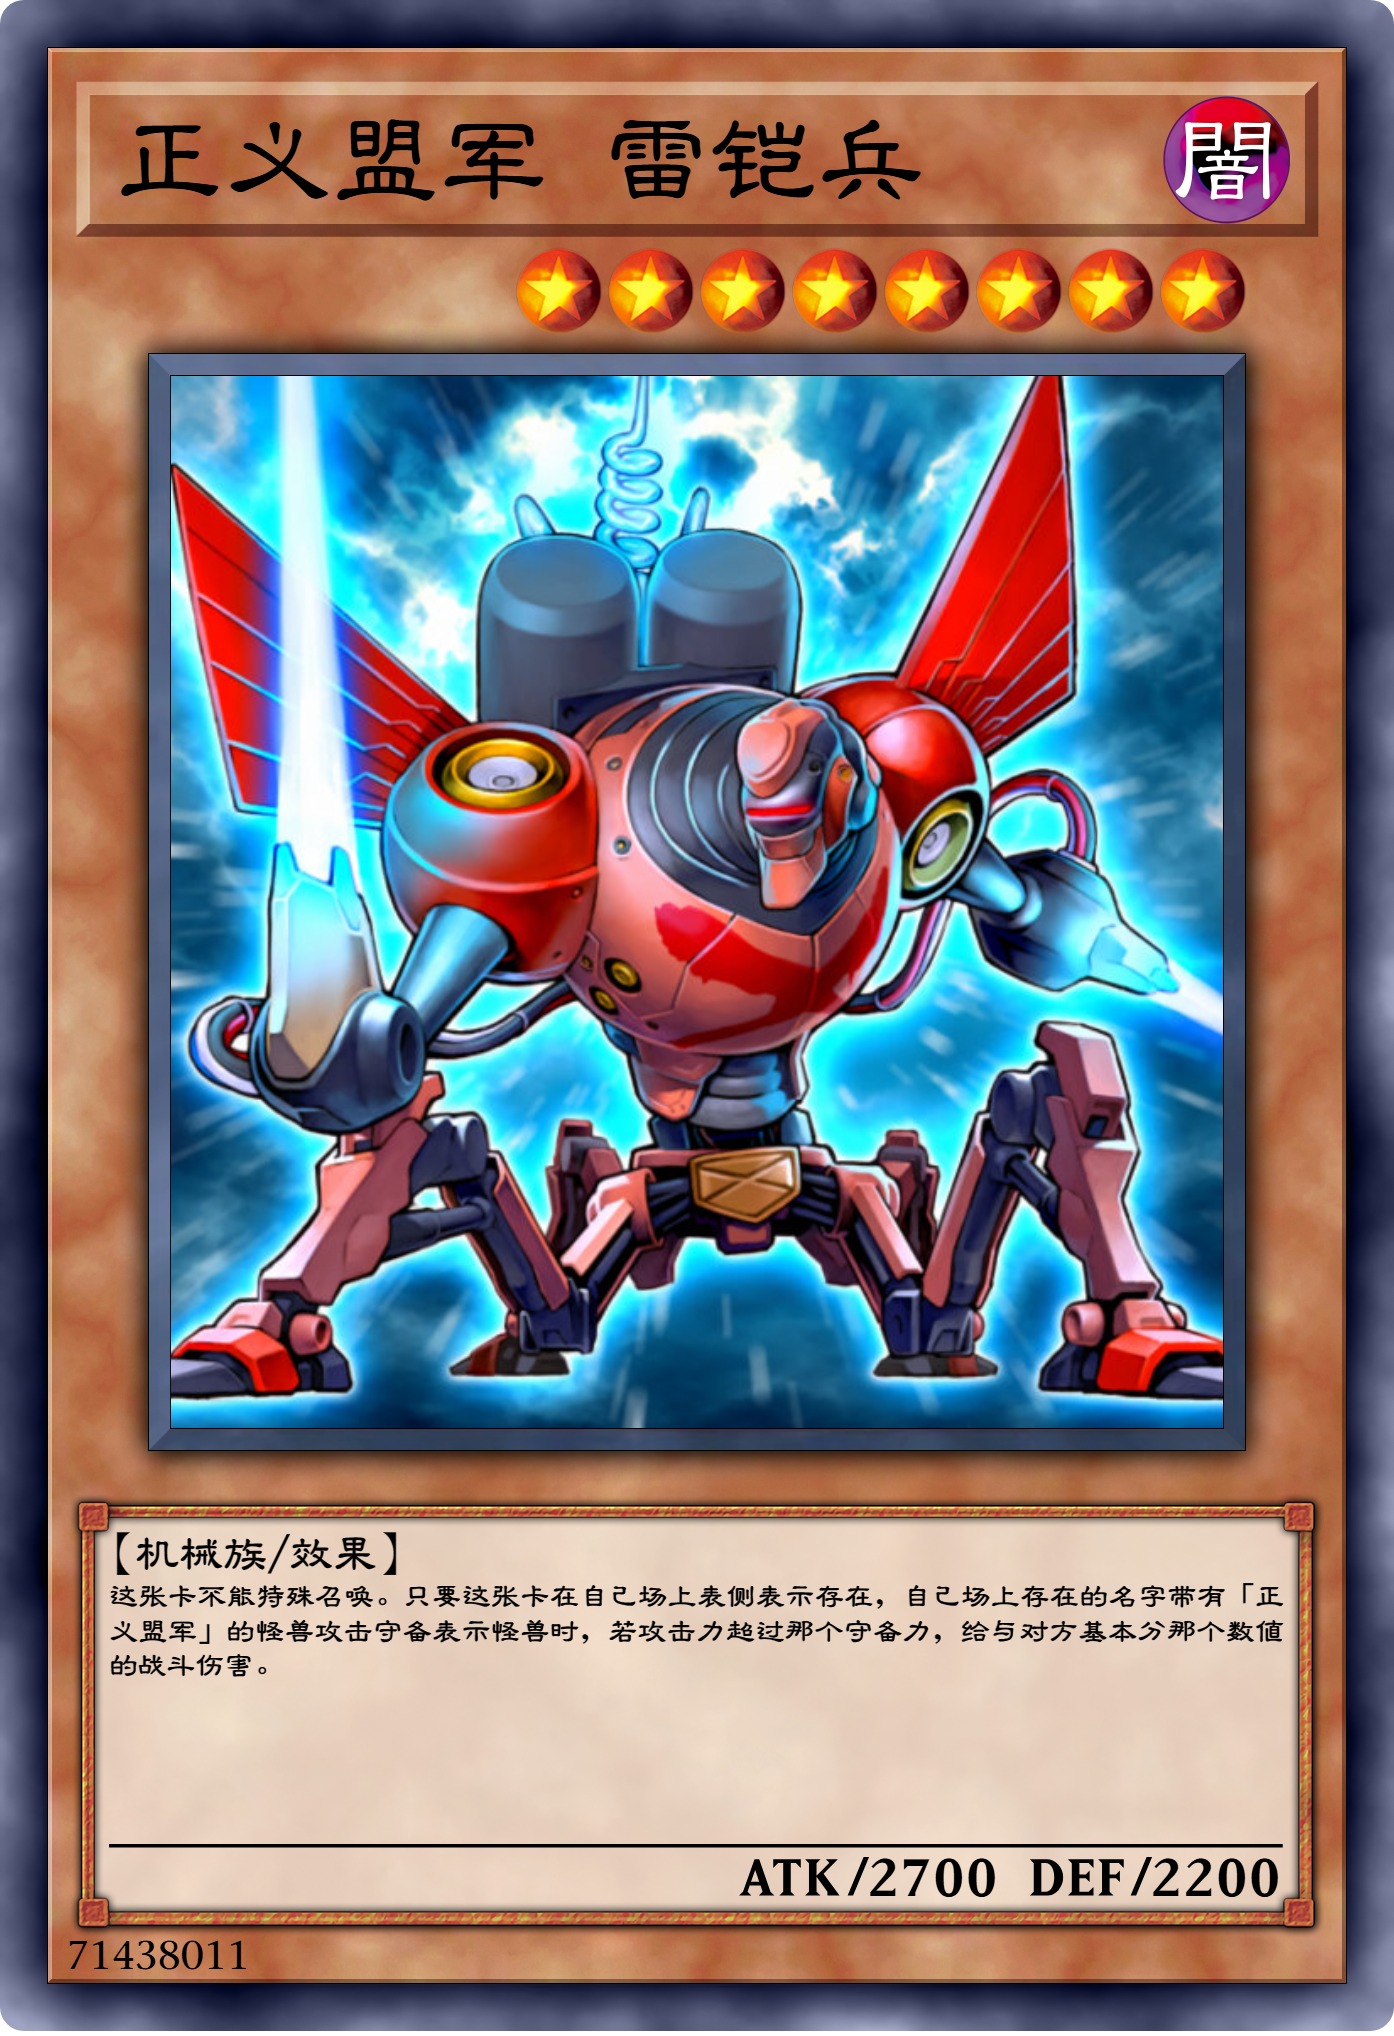 正义盟军 雷铠兵
闇
【机械族/效果】
这张卡不能特殊召唤。只要这张卡在自己场上表侧表示存在，自己场上存在的名字带有「正
义盟军」的怪兽攻击守备表示怪兽时，若攻击力超过那个守备力，给与对方基本分那个数值
的战斗伤害。
ATK/2700 DEF/2200
71438011